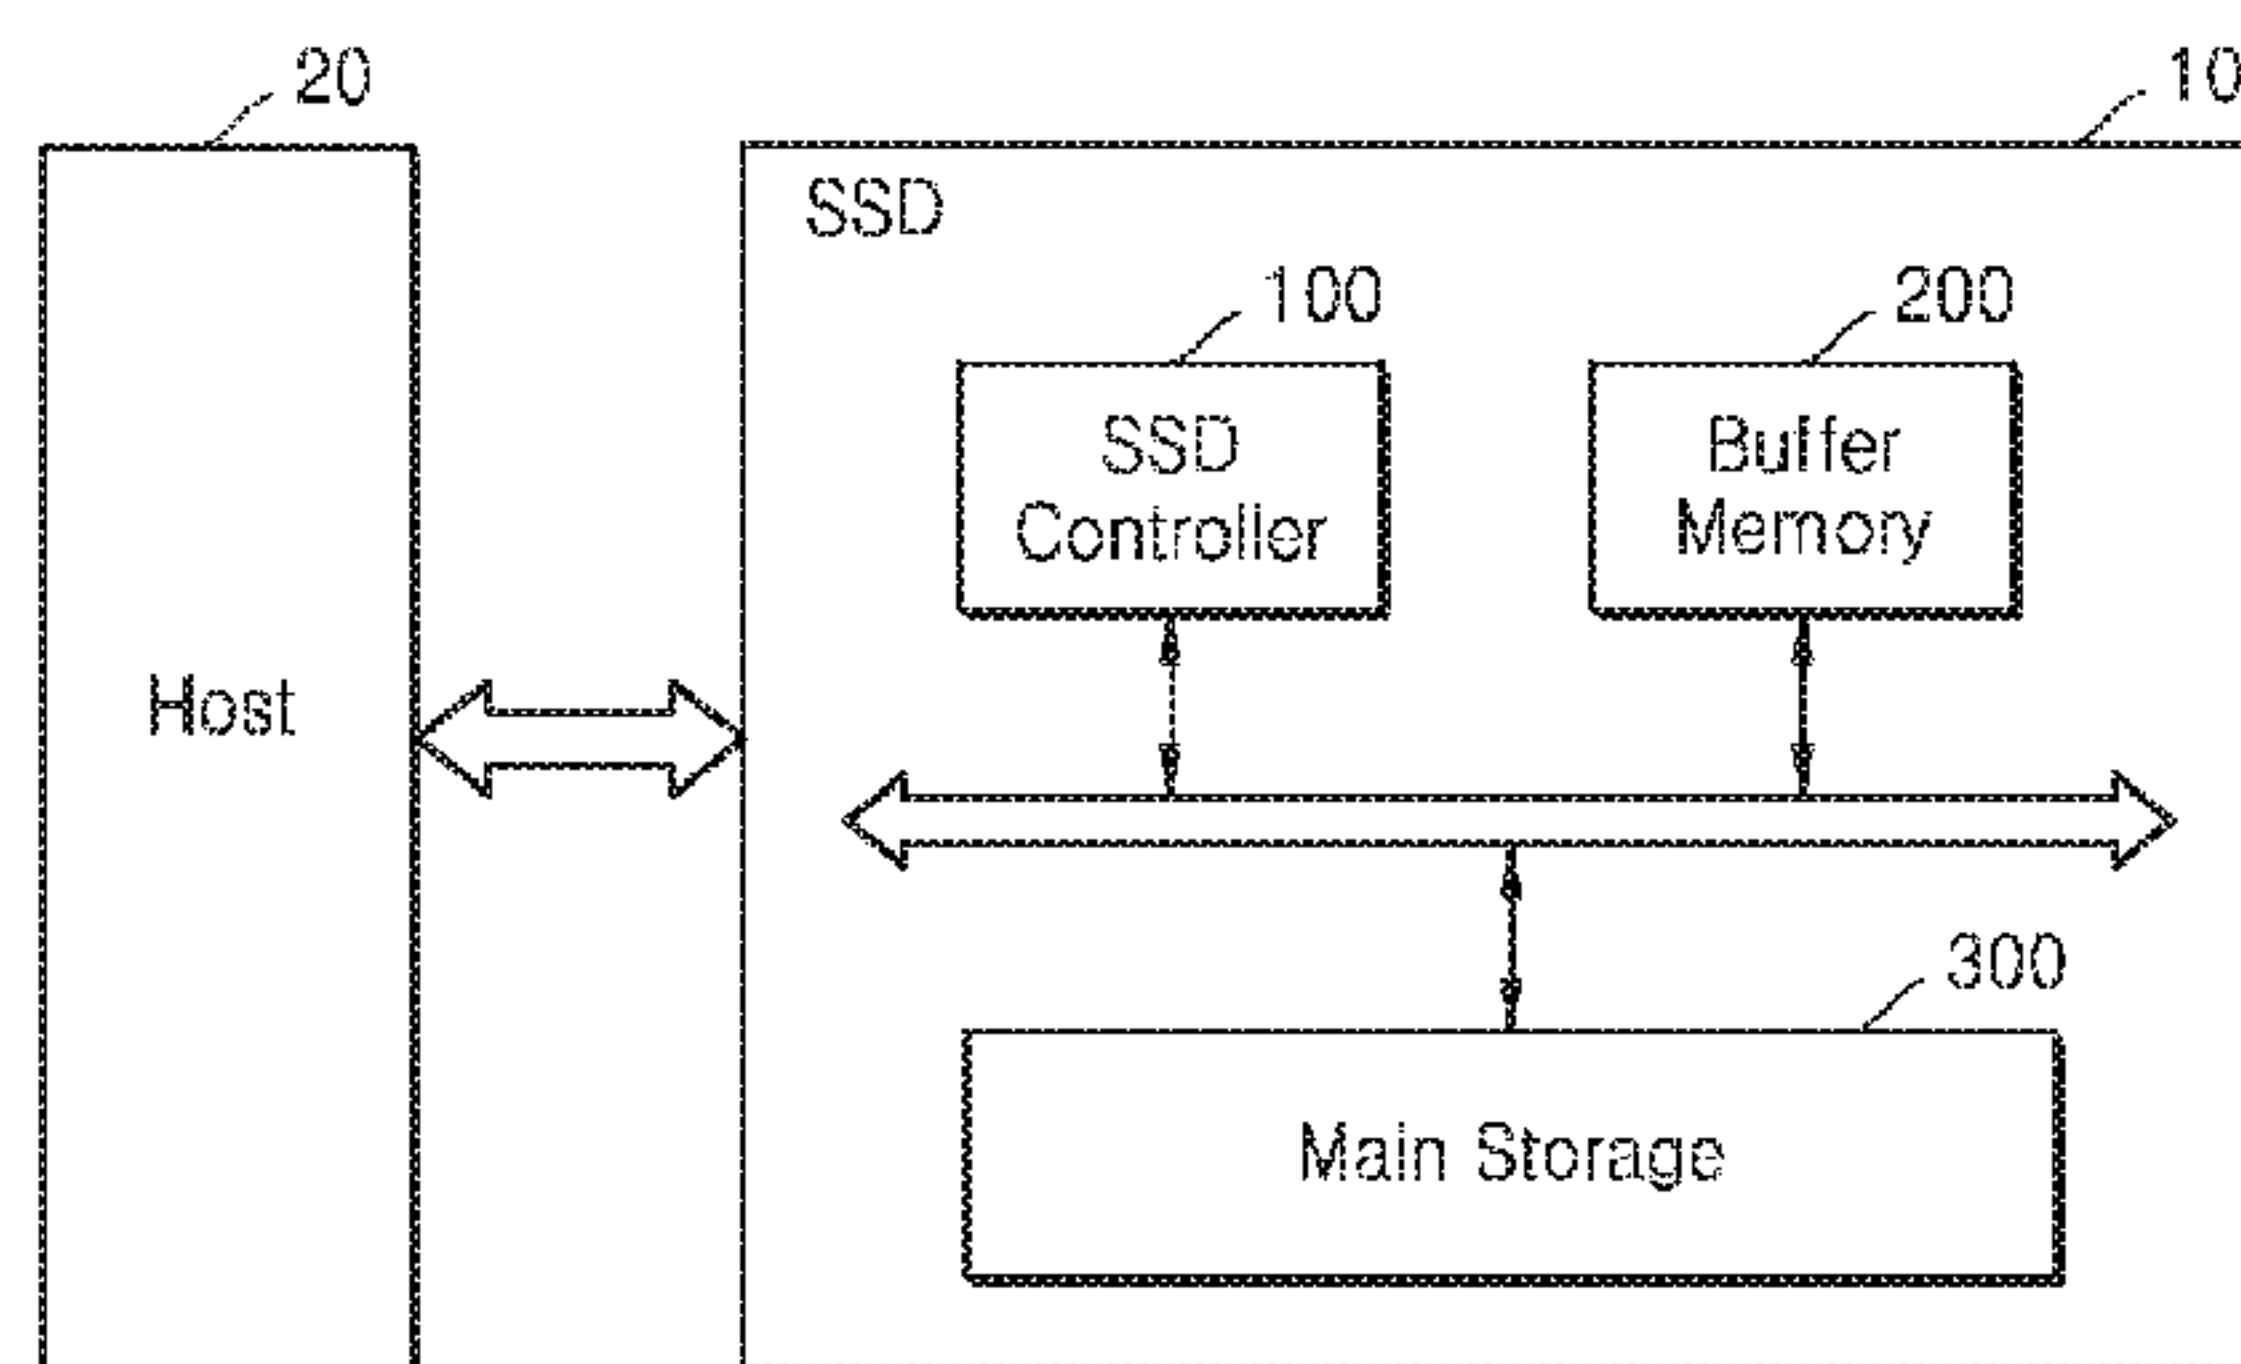 20
10
SSD
100
200
SSD
Controller
Buffer
Memory
Host
300
Main Storage